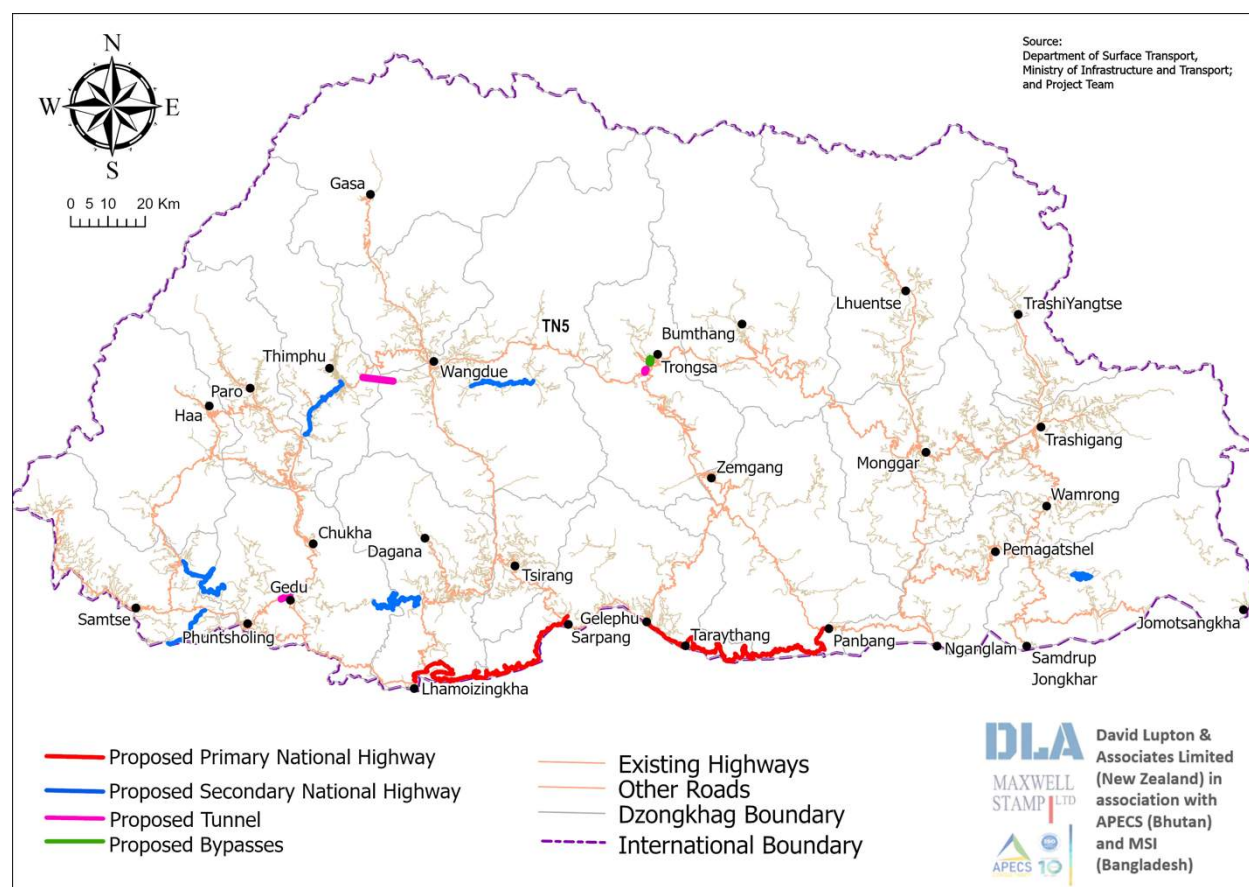 N
W
E
S
0 5 10 20 Km
Source:
Department of Surface Transport,
Ministry of Infrastructure and Transport;
and Project Team
Gasa
Lhuentse
TrashiYangtse
TN5
Bumthang
Thimphu
Wangdue
Trongsa
Paro
Haa
Trashigang
Monggar
Zemgang
Wamrong
Chukha
Dagana
Pemagatshel
Tsirang
Gedu
Samtse
Phuntsholing
Gelephu
Sarpang
Taraythang
Panbang
Nganglam
Jomotsangkha
Samdrup
Jongkhar
Lhamoizingkha
Proposed Primary National Highway
Proposed Secondary National Highway
Proposed Tunnel
Proposed Bypasses
Existing Highways
Other Roads
Dzongkhag Boundary
International Boundary
DLA
MAXWELL
STAMP LTD
APECS
10
David Lupton &
Associates Limited
(New Zealand) in
association with
APECS (Bhutan)
and MSI
(Bangladesh)